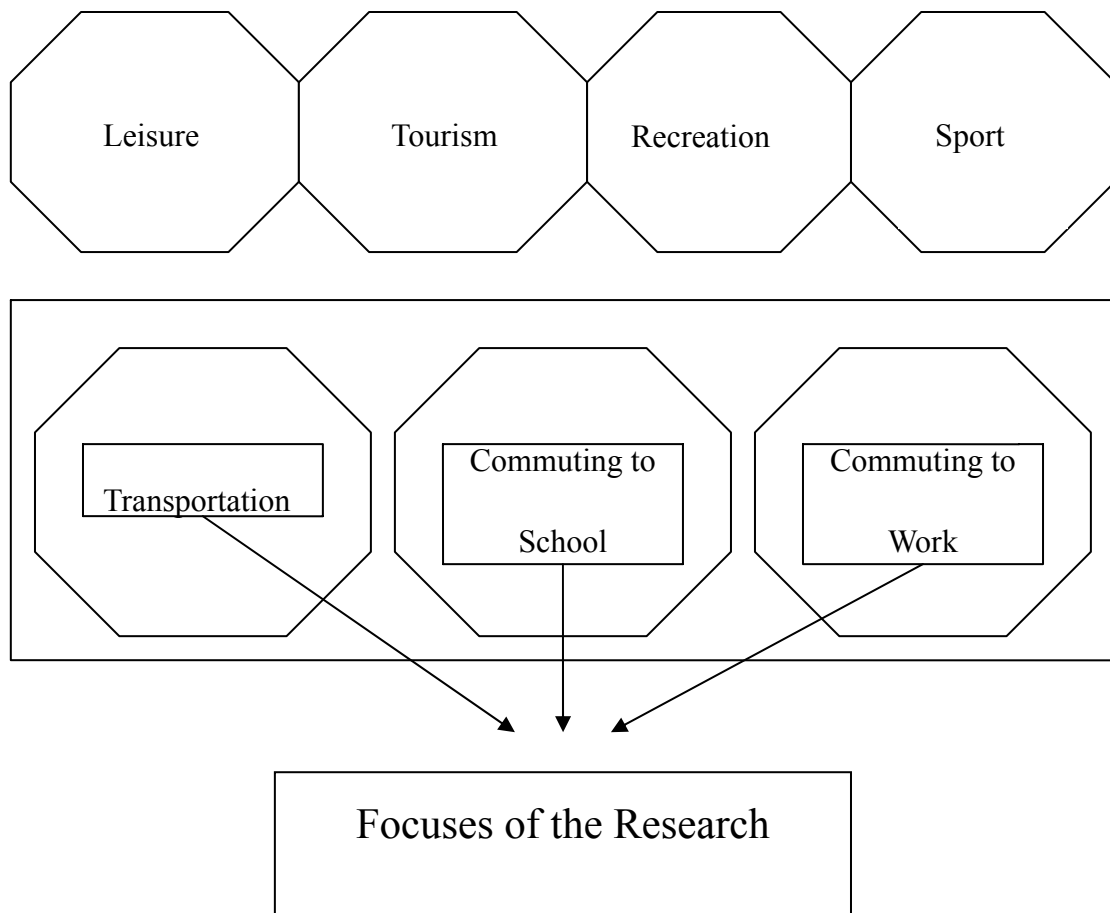 Leisure
Tourism
Recreation
Sport
Transportation
Commuting to
School
Commuting to
Work
Focuses of the Research